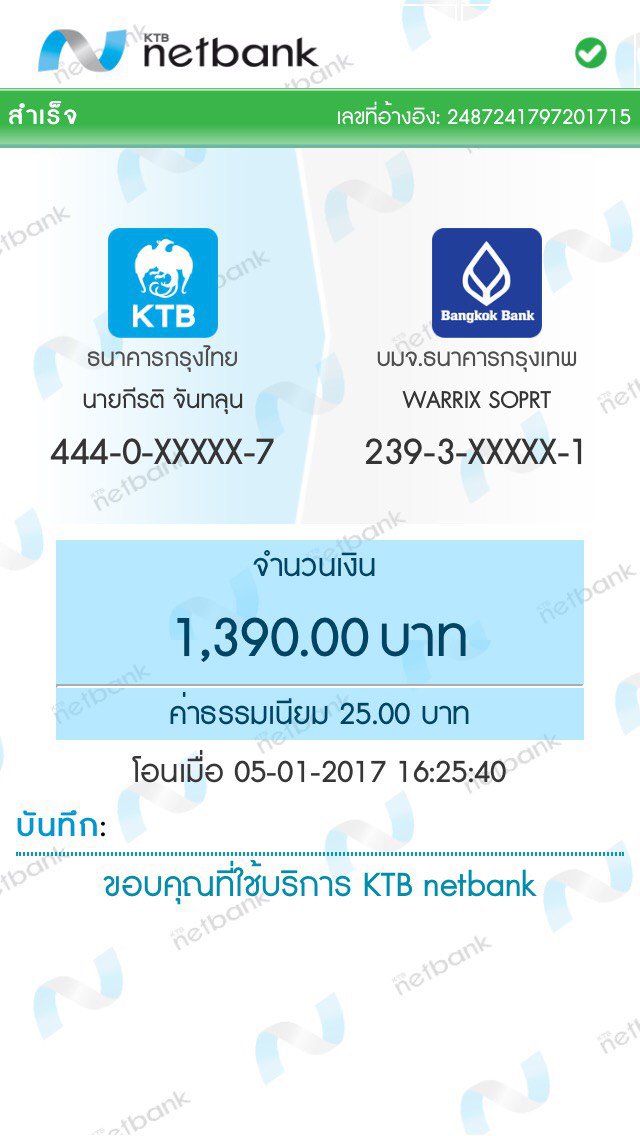 KTB
netbank
สำเร็จ
เลขที่อ้างอิง: 2487241797201715
KTB
Bangkok Bank
ธนาคารกรุงไทย
บมจ.ธนาคารกรุงเทพ
นายกีรติ จันทลุน
WARRIX SOPRT
444-0-XXXXX-7
239-3-XXXXX-1
จำนวนเงิน
1,390.00 บาท
ค่าธรรมเนียม 25.00 บาท
โอนเมื่อ 05-01-2017 16:25:40
บันทึก:
ขอบคุณที่ใช้บริการ KTB netbank